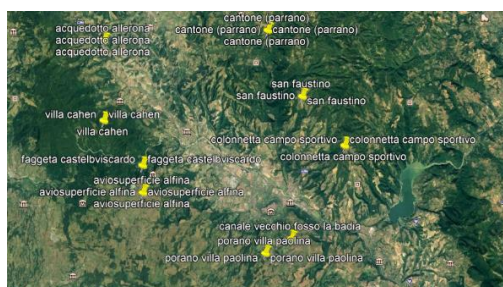 cantone (parrano)
acquedotto allerona
cantone (parrano) cantone (parrano)
acquedotto allerona
cantone (parrano)
acquedotto allerona
san faustino
san faustino
san faustino
villa cahen villa cahen
villa cahen
colonnetta campo sportivo colonnetta campo sportivo
colonnetta campo sportivo
faggeta castelbviscardo faggeta castelbviscardo
aviosuperficie alfina
aviosuperficie alfina aviosuperficie alfina
aviosuperficie alfina
canale vecchio fosso la badia
porano villa paolina
porano villa paolina porano villa paolina